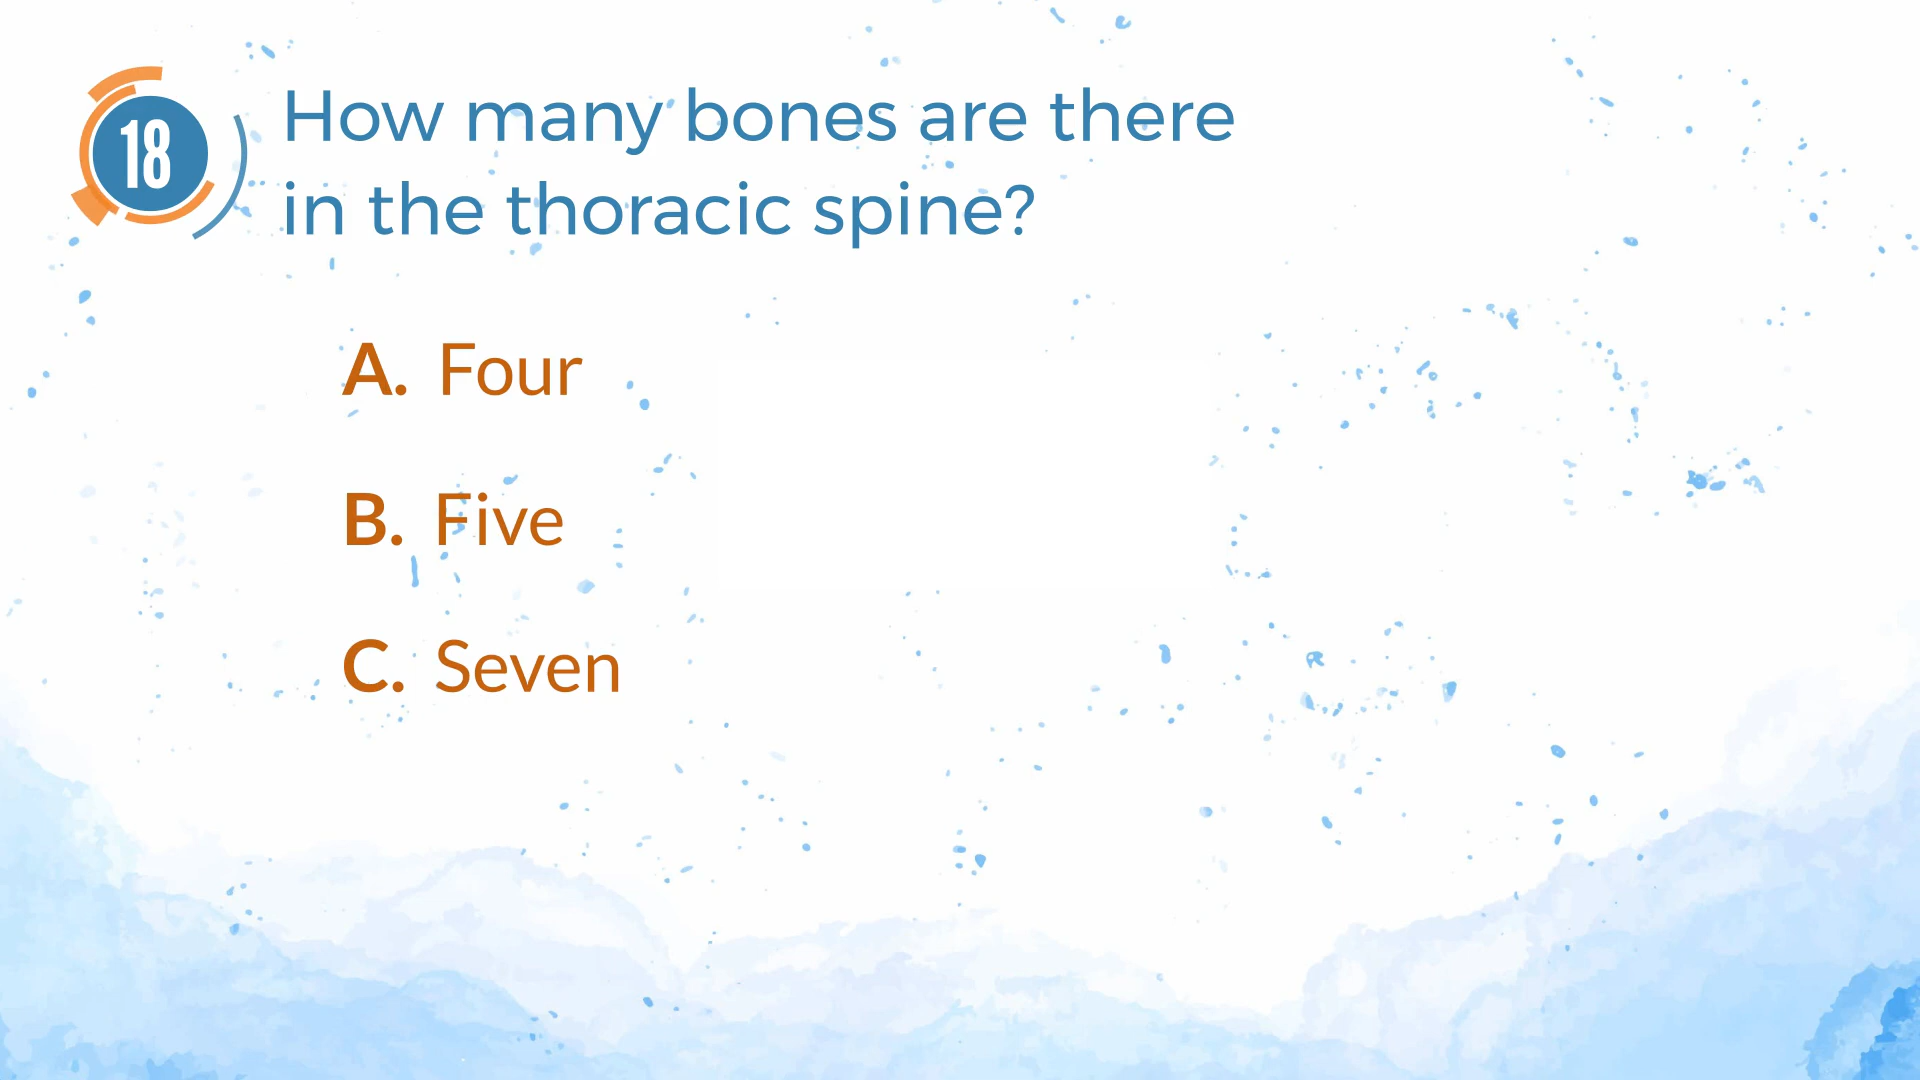 18
How many bones are there
in the thoracic spine?
A. Four
B. Five
C. Seven